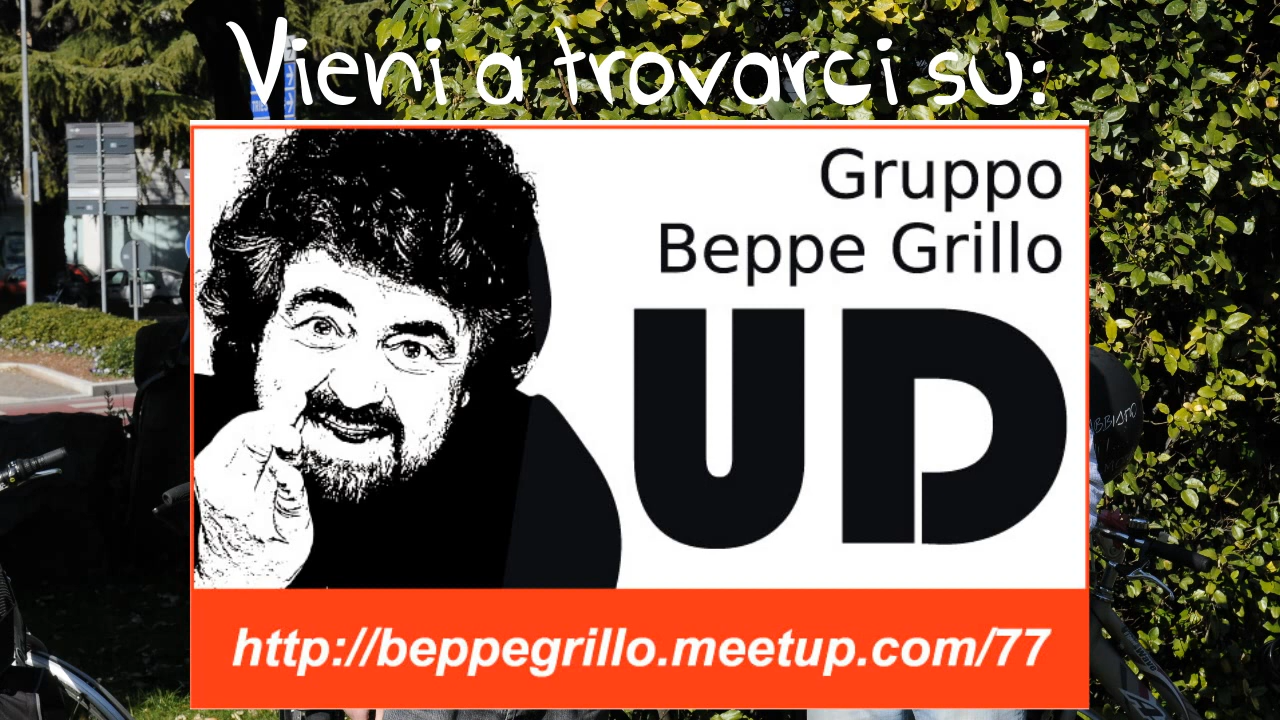 Vieni a trovarci su:
Gruppo
Beppe Grillo
UD
http://beppegrillo.meetup.com/77